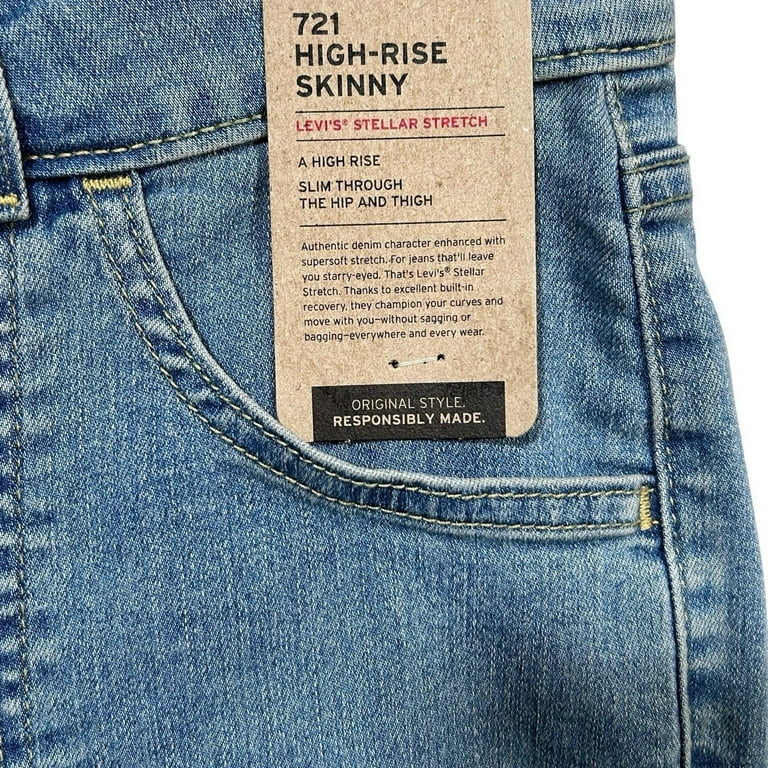 721
HIGH-RISE
SKINNY
LEVI'S® STELLAR STRETCH
A HIGH RISE
SLIM THROUGH
THE HIP AND THIGH
Authentic denim character enhanced with
supersoft stretch. For jeans that'll leave
you starry-eyed. That's Levi's® Stellar
Stretch. Thanks to excellent built-in
recovery, they champion your curves and
move with you—without sagging or
bagging—everywhere and every wear.
ORIGINAL STYLE.
RESPONSIBLY MADE.